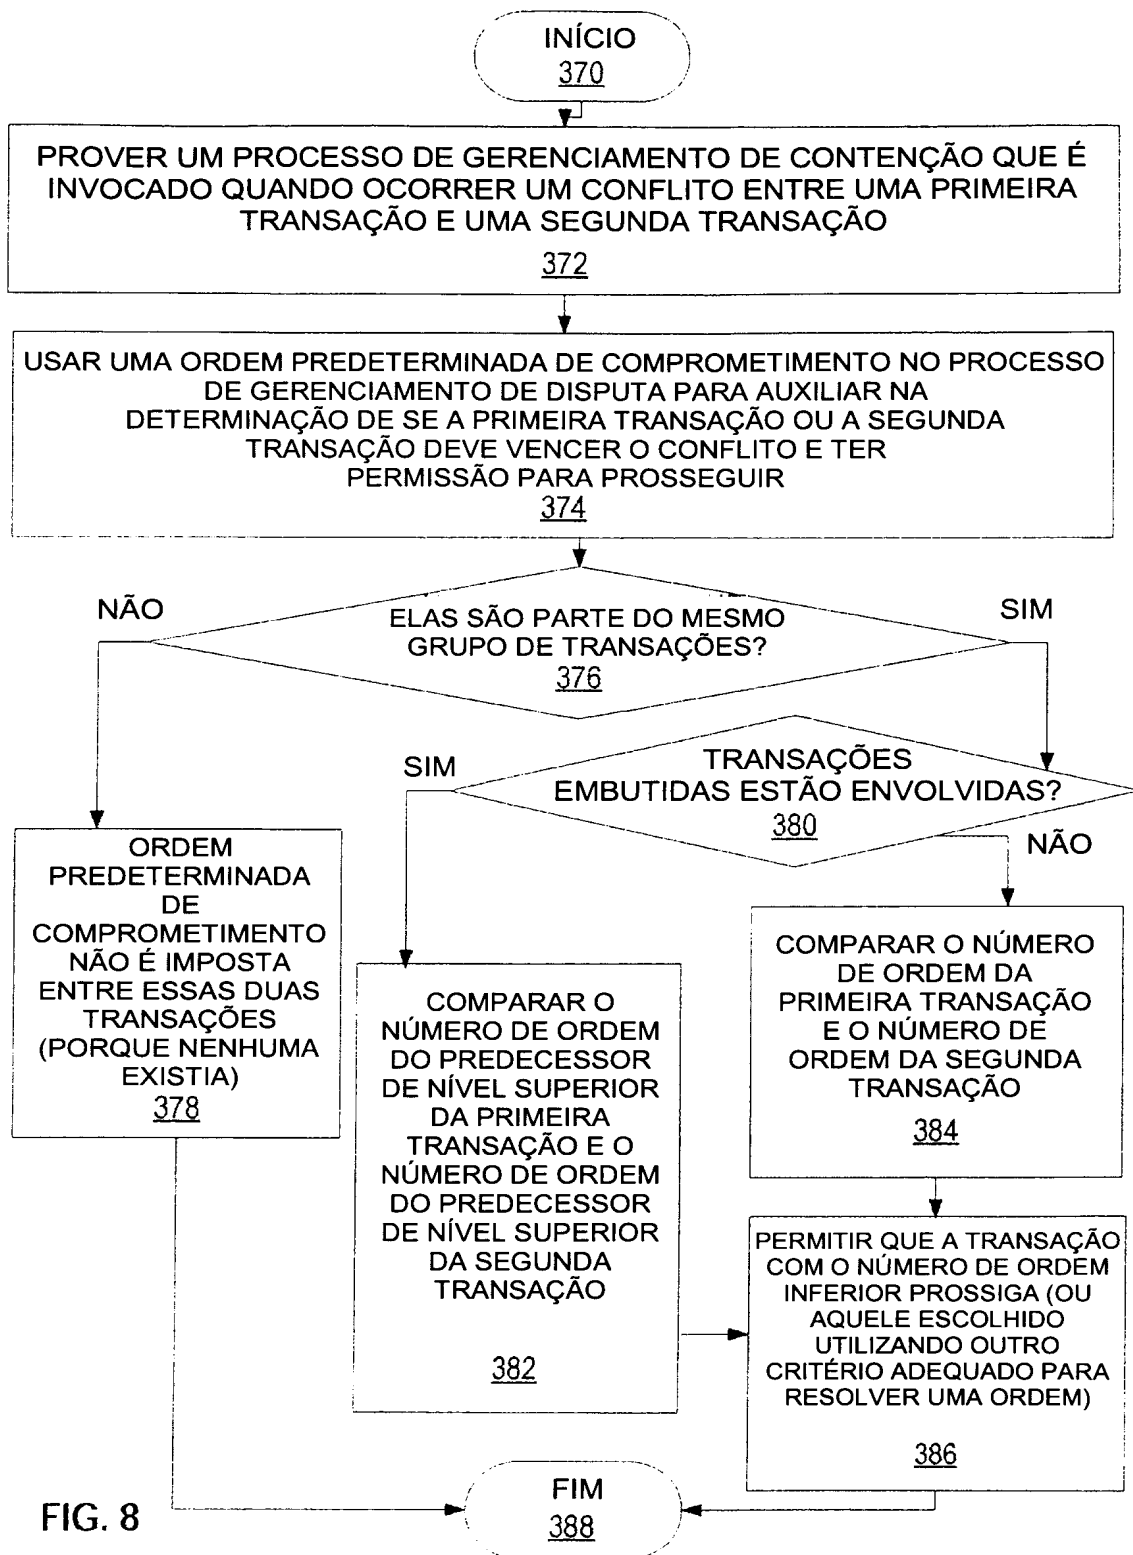 INÍCIO
370
PROVER UM PROCESSO DE GERENCIAMENTO DE CONTENÇÃO QUE É
INVOCADO QUANDO OCORRER UM CONFLITO ENTRE UMA PRIMEIRA
TRANSAÇÃO E UMA SEGUNDA TRANSAÇÃO
372
USAR UMA ORDEM PREDETERMINADA DE COMPROMETIMENTO NO PROCESSO
DE GERENCIAMENTO DE DISPUTA PARA AUXILIAR NA
DETERMINAÇÃO DE SE A PRIMEIRA TRANSAÇÃO OU A SEGUNDA
TRANSAÇÃO DEVE VENCER O CONFLITO E TER
PERMISSÃO PARA PROSSEGUIR
374
NÃO
ELAS SÃO PARTE DO MESMO
GRUPO DE TRANSAÇÕES?
376
SIM
SIM
TRANSAÇÕES
EMBUTIDAS ESTÃO ENVOLVIDAS?
380
NÃO
ORDEM
PREDETERMINADA
DE
COMPROMETIMENTO
NÃO É IMPOSTA
ENTRE ESSAS DUAS
TRANSAÇÕES
(PORQUE NENHUMA
EXISTIA)
378
COMPARAR O
NÚMERO DE ORDEM
DO PREDECESSOR
DE NÍVEL SUPERIOR
DA PRIMEIRA
TRANSAÇÃO E O
NÚMERO DE ORDEM
DO PREDECESSOR
DE NÍVEL SUPERIOR
DA SEGUNDA
TRANSAÇÃO
382
COMPARAR O NÚMERO
DE ORDEM DA
PRIMEIRA TRANSAÇÃO
E O NÚMERO DE
ORDEM DA SEGUNDA
TRANSAÇÃO
384
PERMITIR QUE A TRANSAÇÃO
COM O NÚMERO DE ORDEM
INFERIOR PROSSIGA (OU
AQUELE ESCOLHIDO
UTILIZANDO OUTRO
CRITÉRIO ADEQUADO PARA
RESOLVER UMA ORDEM)
386
FIM
388
FIG. 8